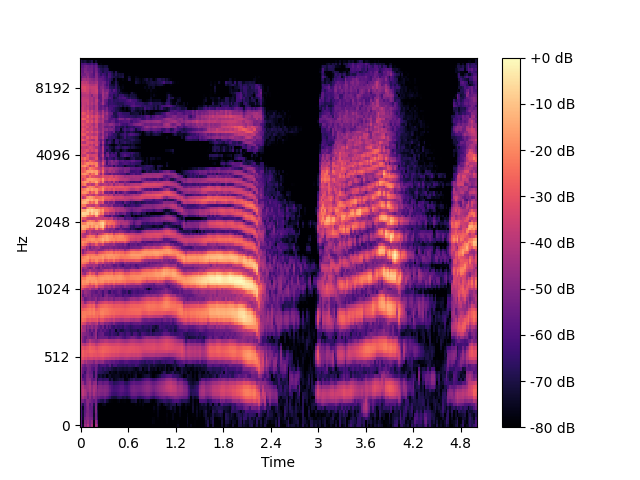 8192
4096
2048
1024
512
0
Hz
0 0.6 1.2 1.8 2.4 3 3.6 4.2 4.8
Time
+0 dB
-10 dB
-20 dB
-30 dB
-40 dB
-50 dB
-60 dB
-70 dB
-80 dB